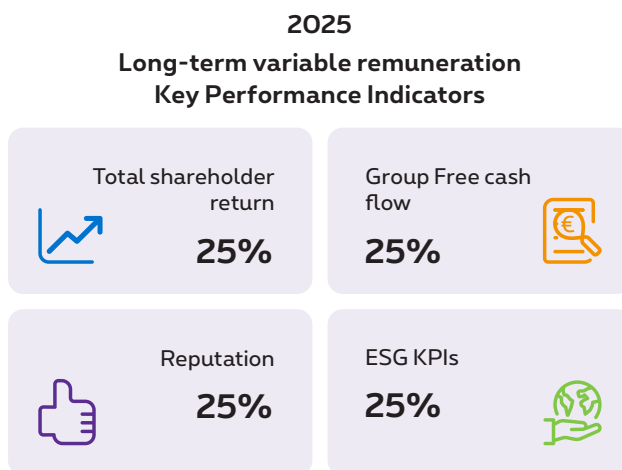 2025
Long-term variable remuneration
Key Performance Indicators
Total shareholder
return
25%
Group Free cash
flow
25%
€
Reputation
25%
ESG KPIs
25%